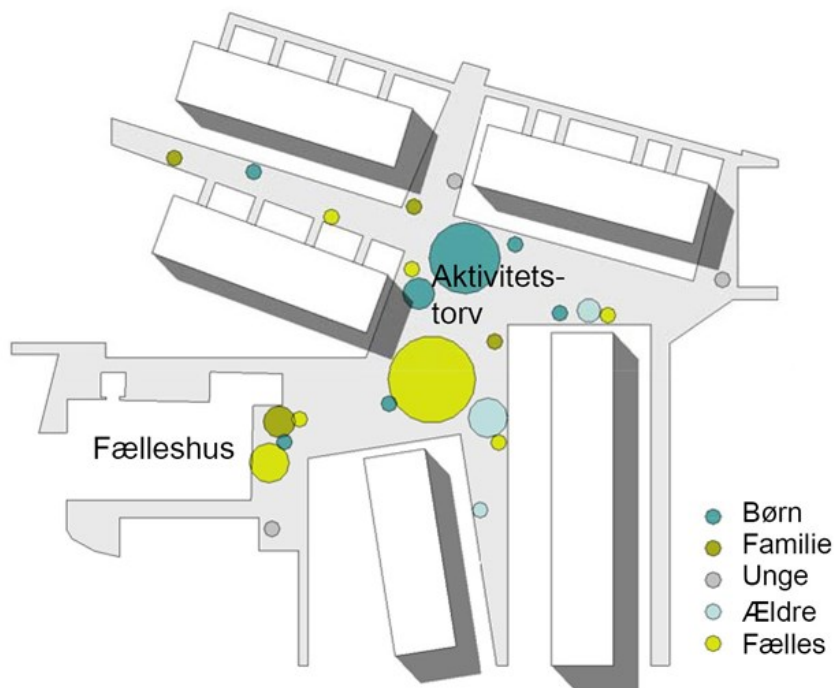 Aktivitets-
torv
Fælleshus
Børn
Familie
Unge
Ældre
Fælles